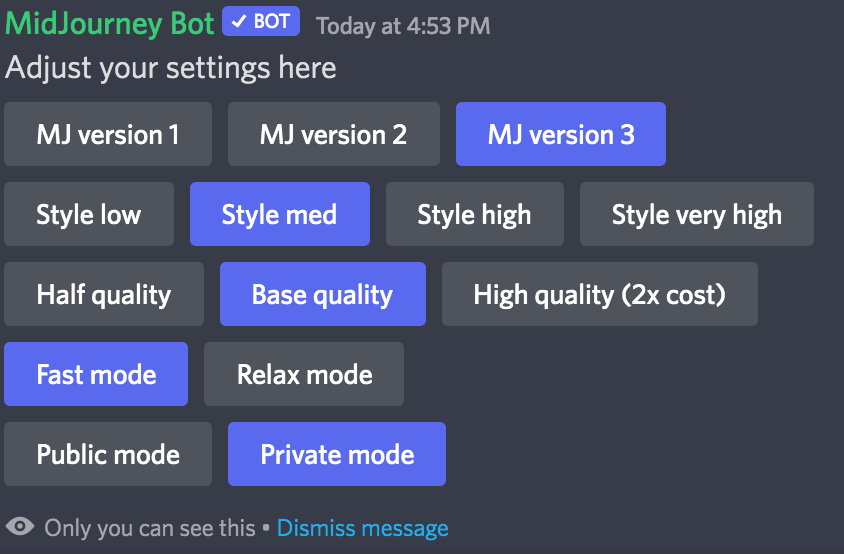 MidJourney Bot ✓ BOT Today at 4:53 PM
Adjust your settings here
MJ version 1 MJ version 2 MJ version 3
Style low Style med Style high Style very high
Half quality Base quality High quality (2x cost)
Fast mode Relax mode
Public mode Private mode
Only you can see this • Dismiss message